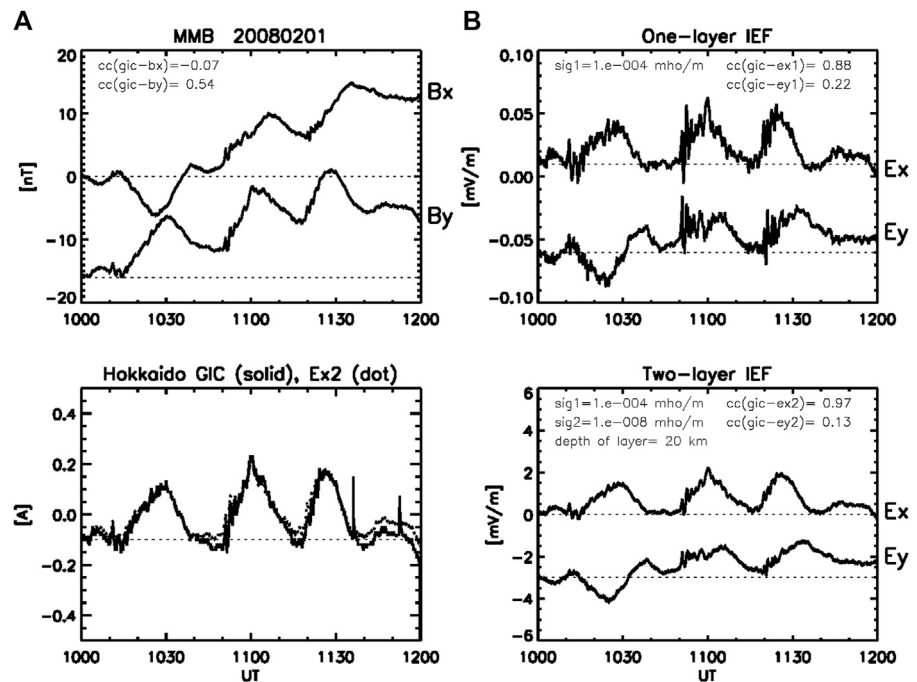 A
MMB 20080201
cc(gic-bx)=-0.07
cc(gic-by)= 0.54
20
10
0
-10
-20
[nT]
Bx
By
1000 1030 1100 1130 1200
B
One-layer IEF
sig1=1.e-004 mho/m cc(gic-ex1)= 0.88
cc(gic-ey1)= 0.22
0.10
0.05
0.00
-0.05
-0.10
[mV/m]
Ex
Ey
1000 1030 1100 1130 1200
Hokkaido GIC (solid), Ex2 (dot)
0.4
0.2
0.0
-0.2
-0.4
[A]
1000 1030 1100 1130 1200
UT
Two-layer IEF
sig1=1.e-004 mho/m cc(gic-ex2)= 0.97
sig2=1.e-008 mho/m cc(gic-ey2)= 0.13
depth of layer= 20 km
6
4
2
0
-2
-4
-6
[mV/m]
Ex
Ey
1000 1030 1100 1130 1200
UT